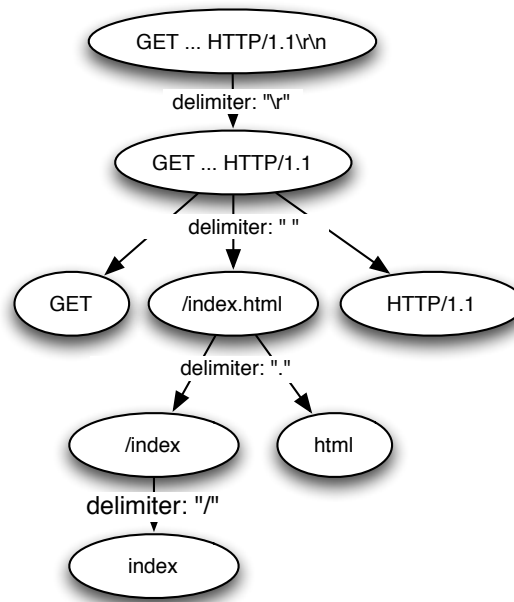 GET ... HTTP/1.1\r\n
delimiter: "\r"
GET ... HTTP/1.1
delimiter: " "
GET
/index.html
HTTP/1.1
delimiter: "."
/index
html
delimiter: "/"
index